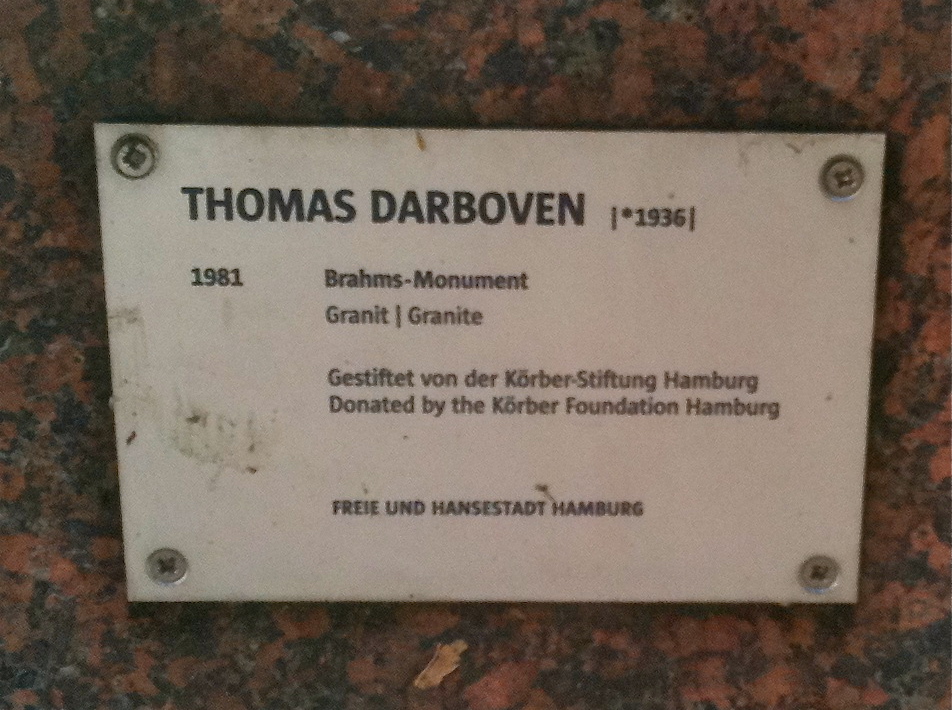 THOMAS DARBOVEN |*1936|
1981 Brahms-Monument
Granit | Granite
Gestiftet von der Körber-Stiftung Hamburg
Donated by the Körber Foundation Hamburg
FREIE UND HANSESTADT HAMBURG